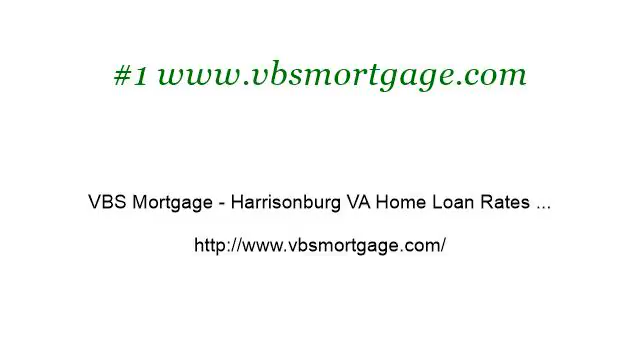 #1 www.vbsmortgage.com
VBS Mortgage - Harrisonburg VA Home Loan Rates ...
http://www.vbsmortgage.com/